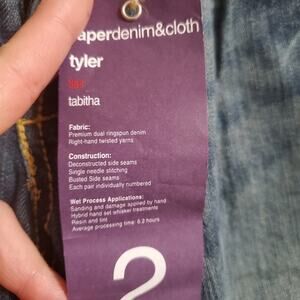 aperdenim&cloth
tyler
tabitha
Fabric:
Premium dual ringspun denim
Right-hand twisted yarns
Construction:
Deconstructed side seams
Single needle stitching
Busted Side seams
Each pair individually numbered
Wet Process Applications:
Sanding and damage applied by hand
Hybrid hand set whisker treatments
Resin and tint
Average processing time: 6.2 hours
2